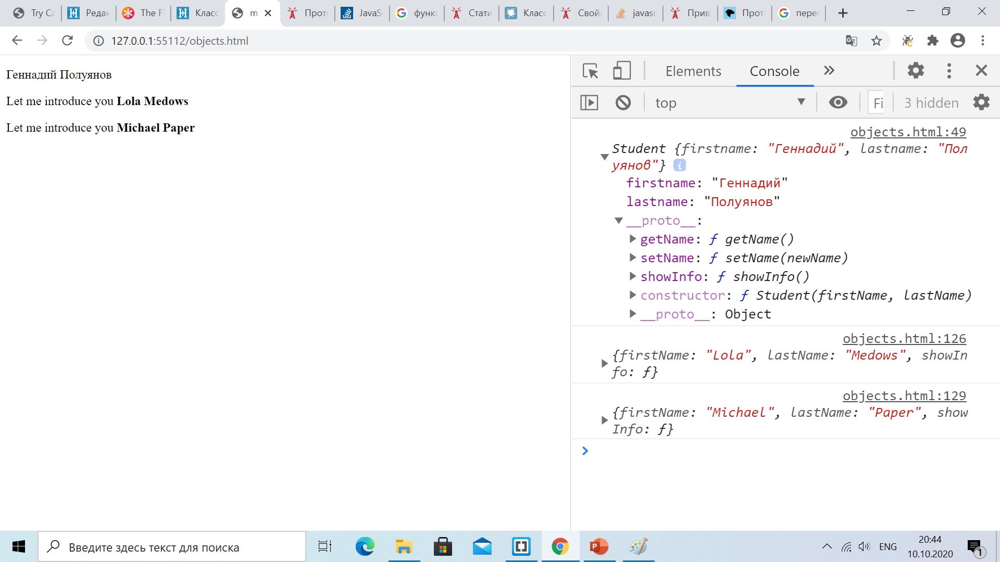 Try Ca
Редак
The Fl
Класс
m
Прото
JavaS
функц
Стати
Класс
Свой
javasc
Прив
Прото
пере
127.0.0.1:55112/objects.html
Геннадий Полуянов
Let me introduce you Lola Medows
Let me introduce you Michael Paper
Elements
Console
top
Fi
3 hidden
objects.html:49
Student {firstname: "Геннадий", lastname: "Пол
уянов"}
firstname: "Геннадий"
lastname: "Полуянов"
__proto__:
getName: ƒ getName()
setName: ƒ setName(newName)
showInfo: ƒ showInfo()
constructor: ƒ Student(firstName, lastName)
__proto__: Object
objects.html:126
{firstName: "Lola", lastName: "Medows", showIn
fo: ƒ}
objects.html:129
{firstName: "Michael", lastName: "Paper", show
Info: ƒ}
Введите здесь текст для поиска
ENG
20:44
10.10.2020
1